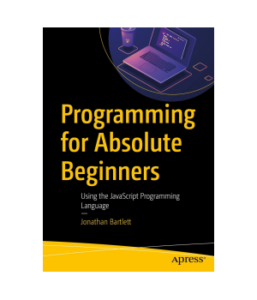 Programming
for Absolute
Beginners
Using the JavaScript Programming
Language
Jonathan Bartlett
Apress®